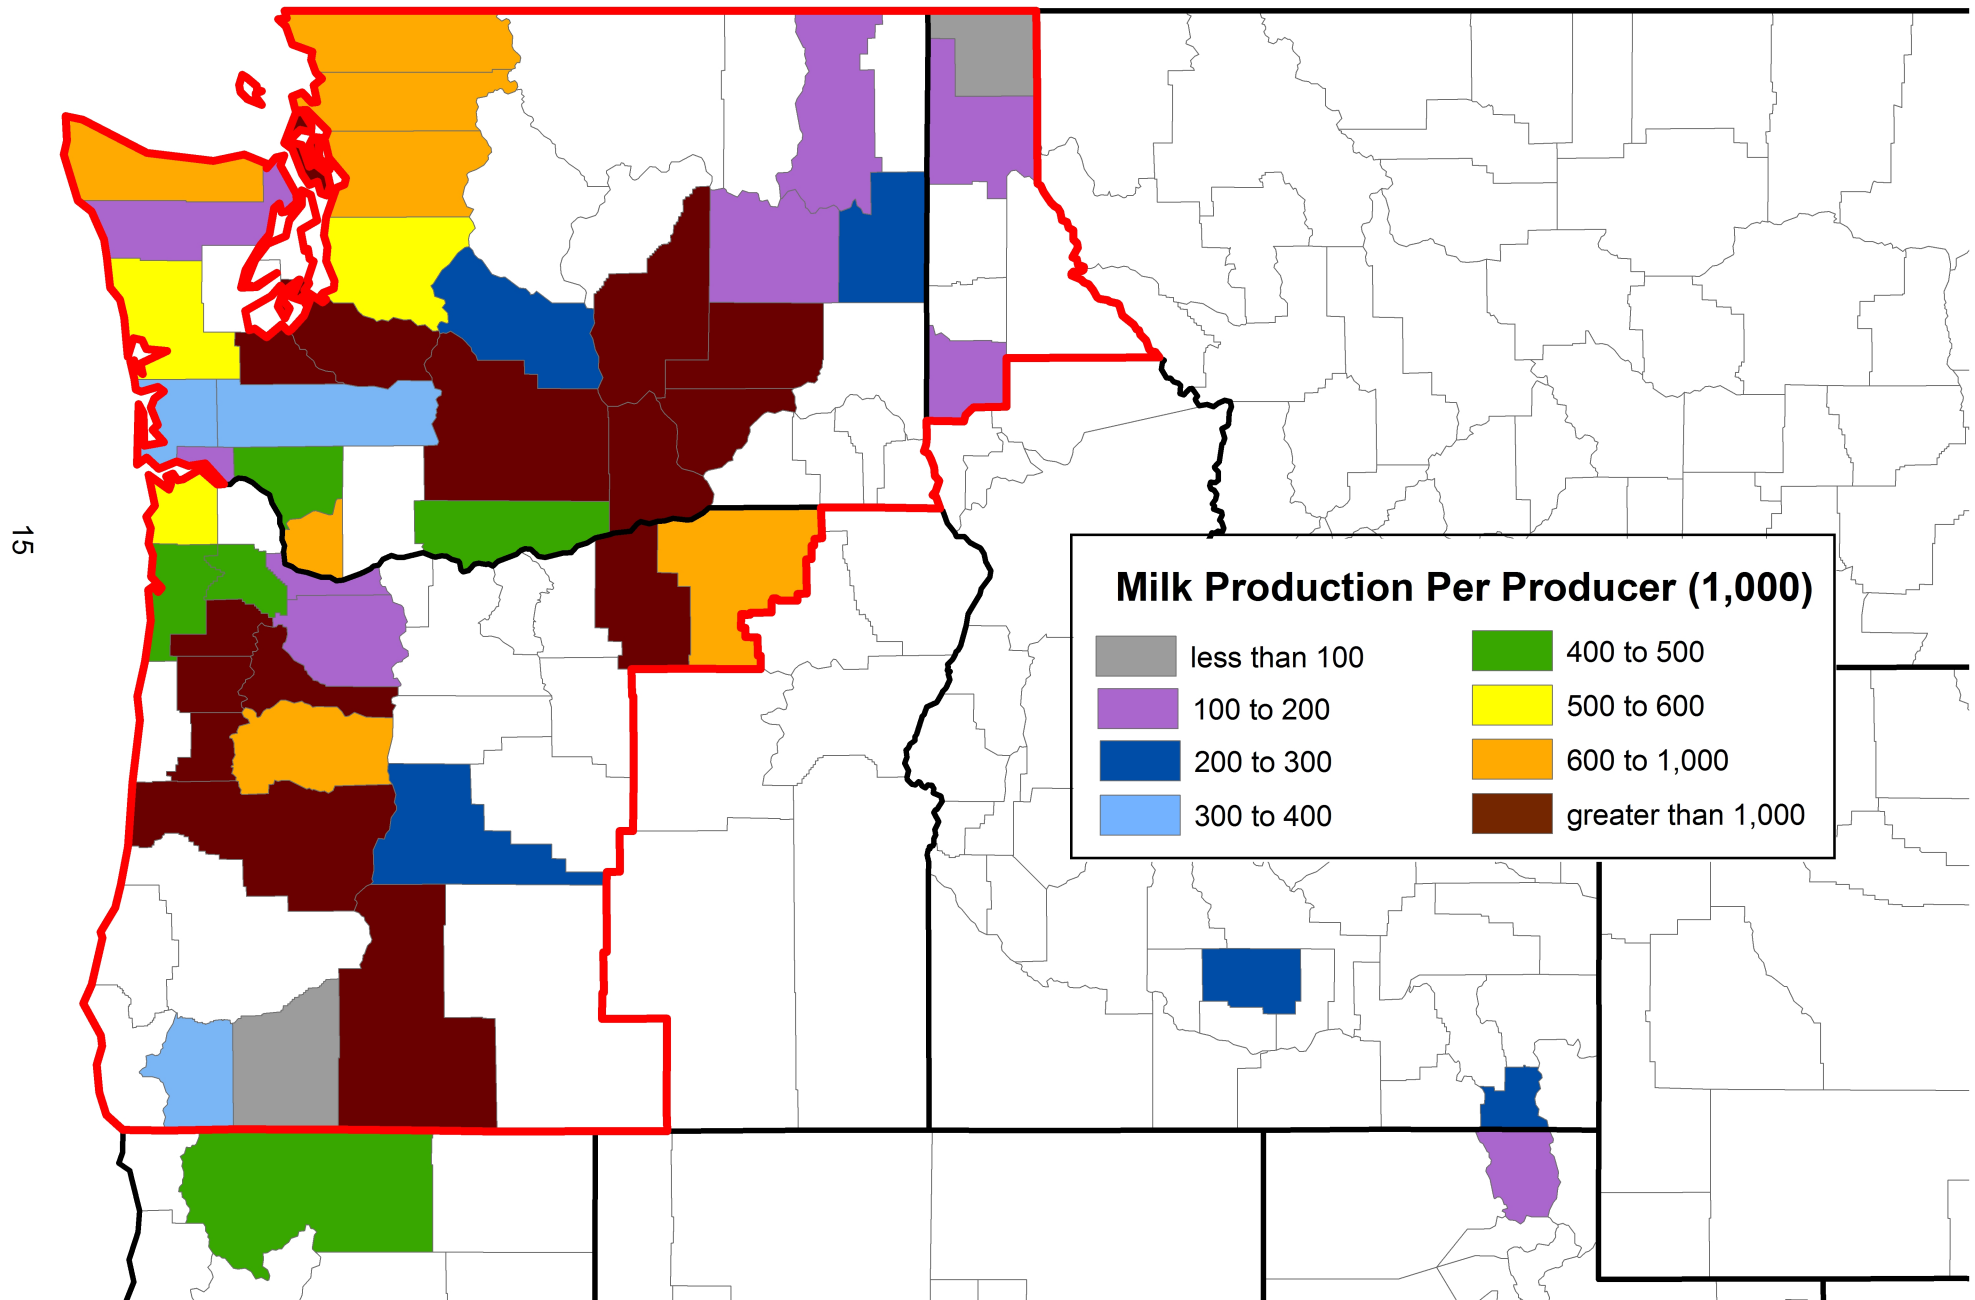 15
Milk Production Per Producer (1,000)
less than 100
100 to 200
200 to 300
300 to 400
400 to 500
500 to 600
600 to 1,000
greater than 1,000